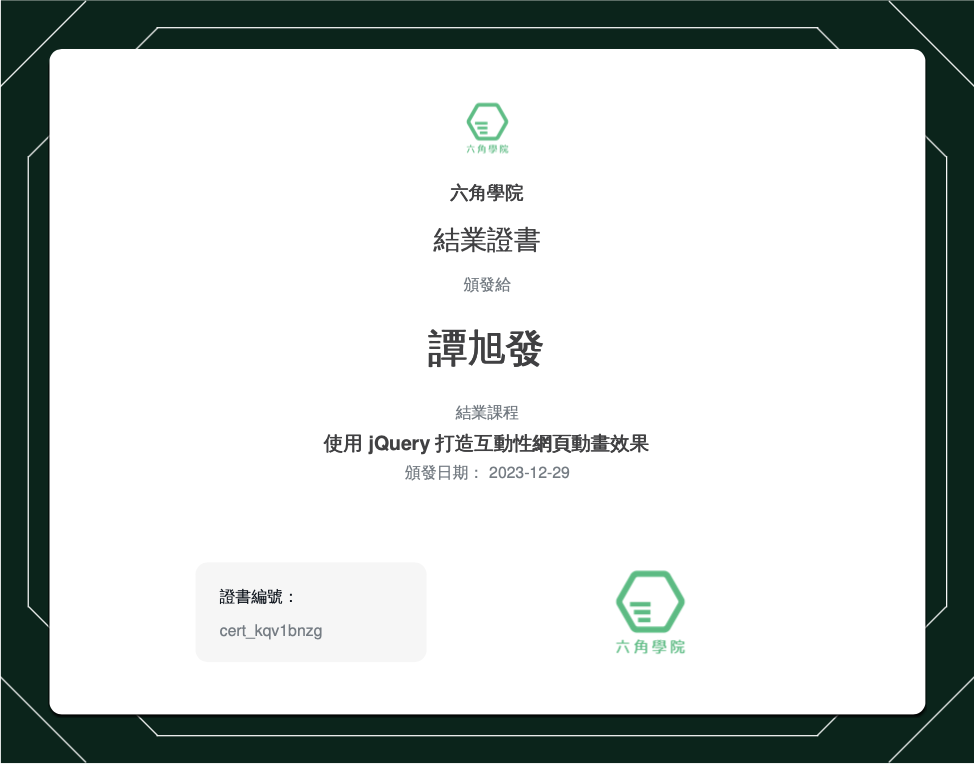 六角學院
六角學院
結業證書
頒發給
譚旭發
結業課程
使用 jQuery 打造互動性網頁動畫效果
頒發日期： 2023-12-29
證書編號：
cert_kqv1bnzg
六角學院